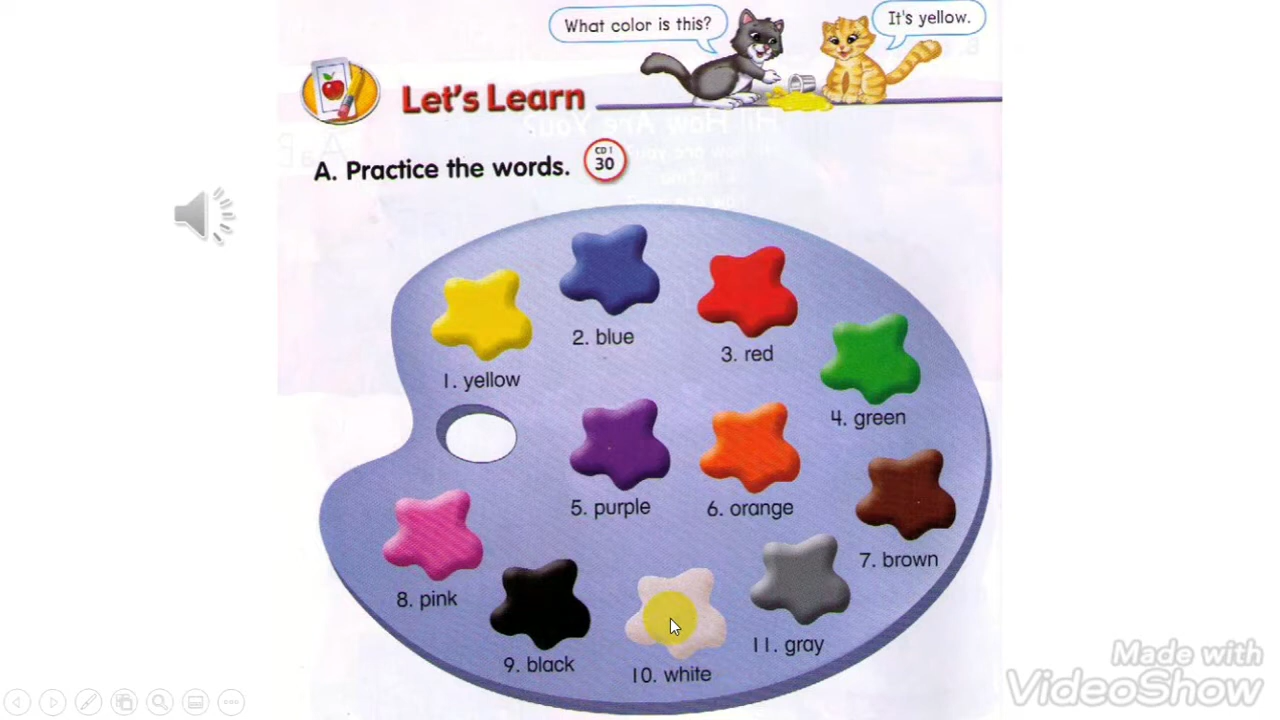 What color is this?
It's yellow.
Let's Learn
A. Practice the words.
CD 1
30
1. yellow
2. blue
3. red
4. green
5. purple
6. orange
7. brown
8. pink
9. black
10. white
11. gray
Made with
VideoShow